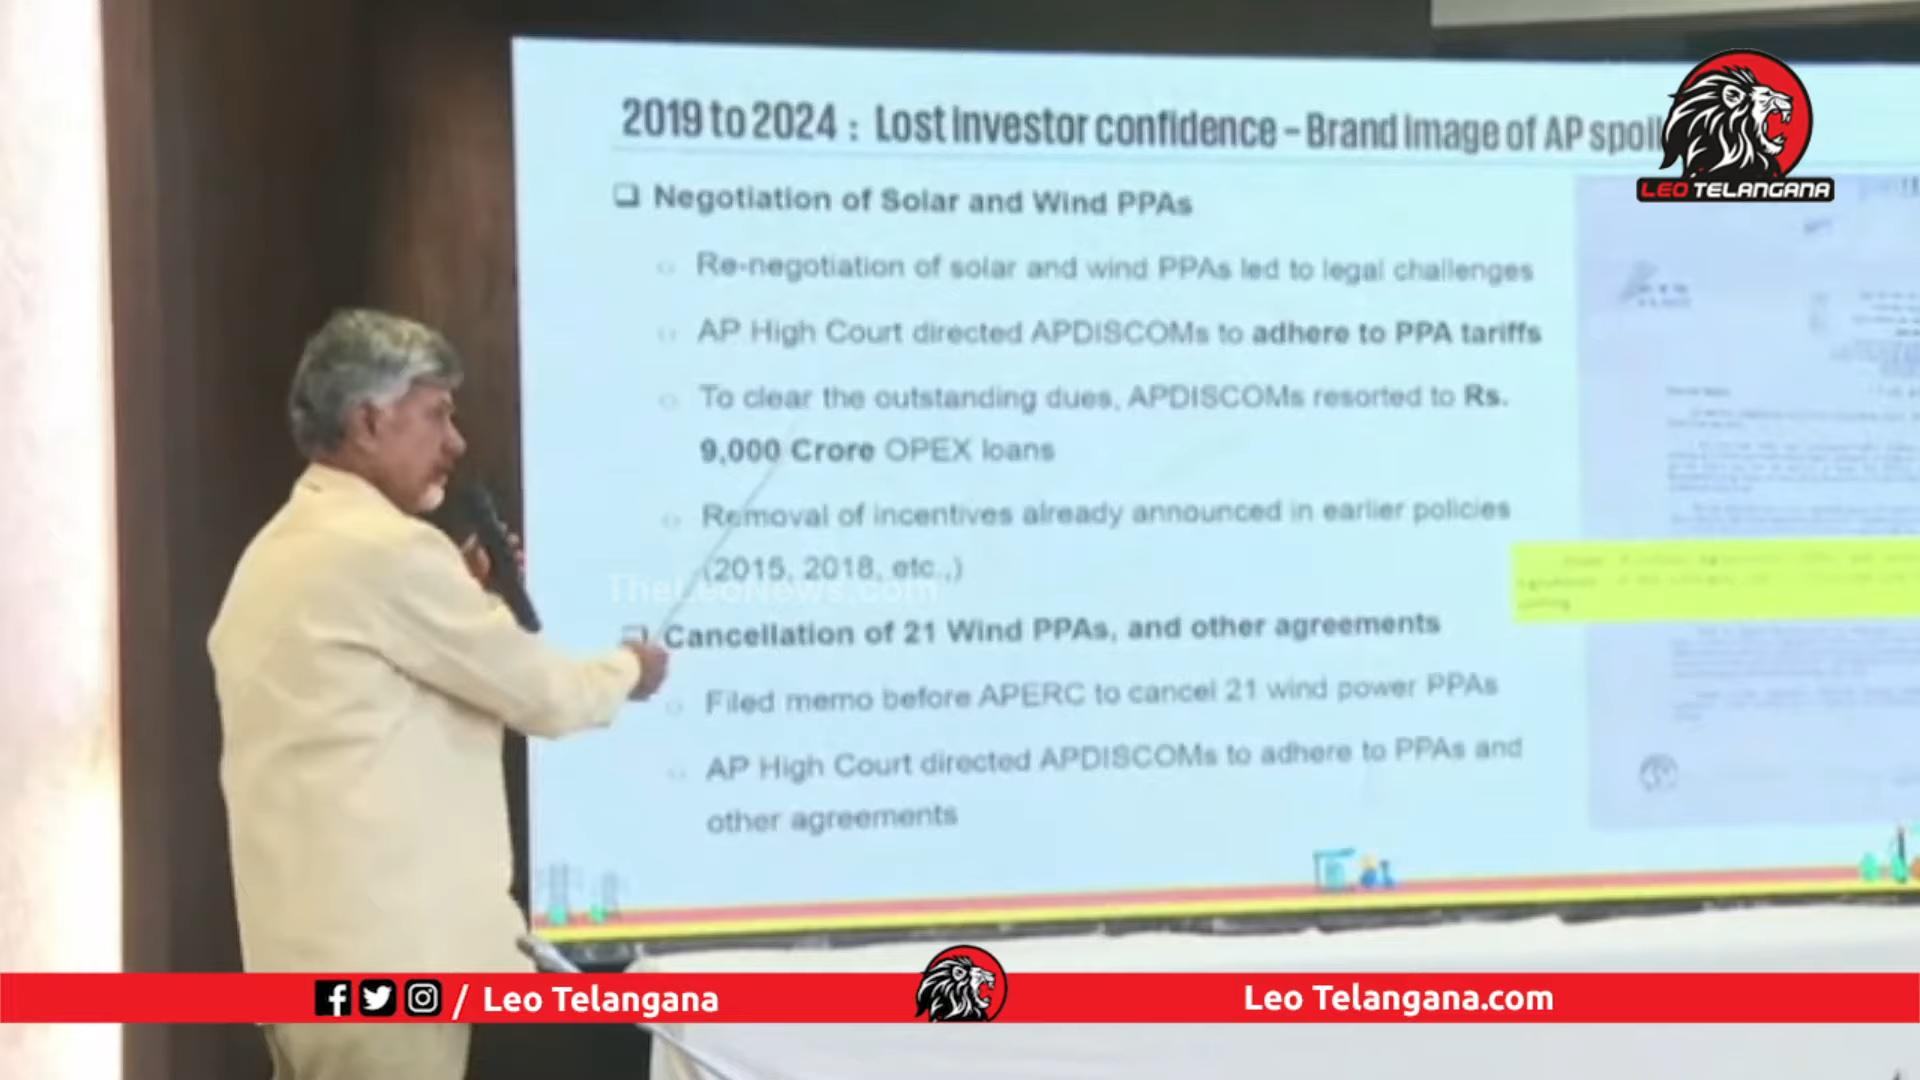 2019 to 2024 : Lost Investor confidence – Brand Image of AP spoil
LEO TELANGANA
❑ Negotiation of Solar and Wind PPAs
○ Re-negotiation of solar and wind PPAs led to legal challenges
○ AP High Court directed APDISCOMs to adhere to PPA tariffs
○ To clear the outstanding dues, APDISCOMs resorted to Rs.
9,000 Crore OPEX loans
○ Removal of incentives already announced in earlier policies
(2015, 2018, etc.,)
TheLeoNews.com
❑ Cancellation of 21 Wind PPAs, and other agreements
○ Filed memo before APERC to cancel 21 wind power PPAs
○ AP High Court directed APDISCOMs to adhere to PPAs and
other agreements
/ Leo Telangana
Leo Telangana.com